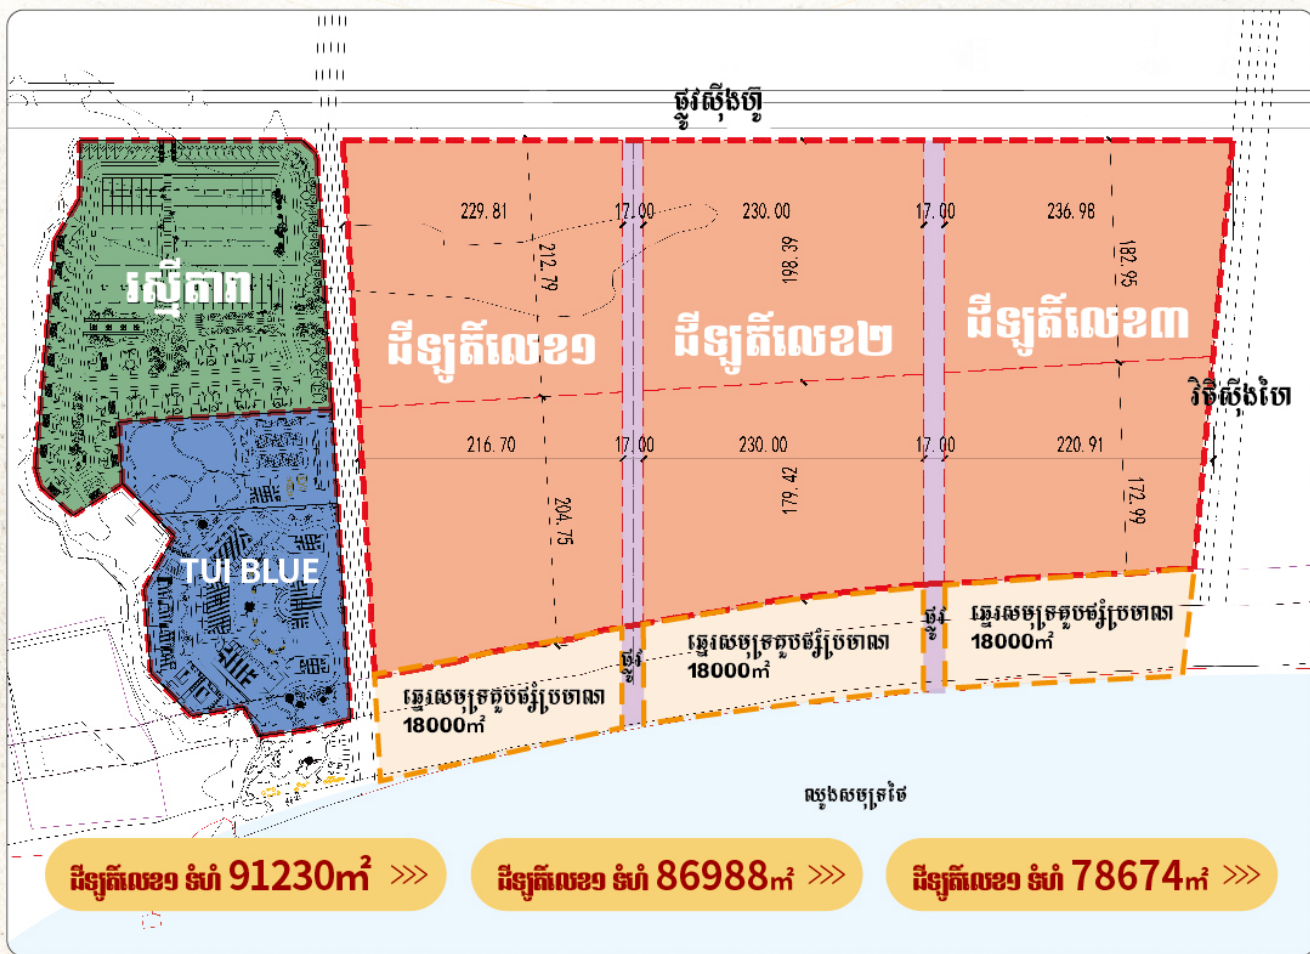 ផ្លូវស៊ីងហ៊ូ
229.81
17.00
230.00
17.00
236.98
212.79
198.39
182.95
រស្មីតារា
ដីឡូត៍លេខ១
ដីឡូត៍លេខ២
ដីឡូត៍លេខ៣
វិថីស៊ីងហៃ
216.70
17.00
230.00
17.00
220.91
204.75
179.42
172.99
TUI BLUE
ផ្លូវ
ផ្លូវ
ឆ្នេរសមុទ្រគួបផ្សំប្រមាណ
18000㎡
ឆ្នេរសមុទ្រគួបផ្សំប្រមាណ
18000㎡
ឆ្នេរសមុទ្រគួបផ្សំប្រមាណ
18000㎡
ឈូងសមុទ្រថៃ
ដីឡូត៍លេខ១ ទំហំ 91230㎡ >>>
ដីឡូត៍លេខ១ ទំហំ 86988㎡ >>>
ដីឡូត៍លេខ១ ទំហំ 78674㎡ >>>